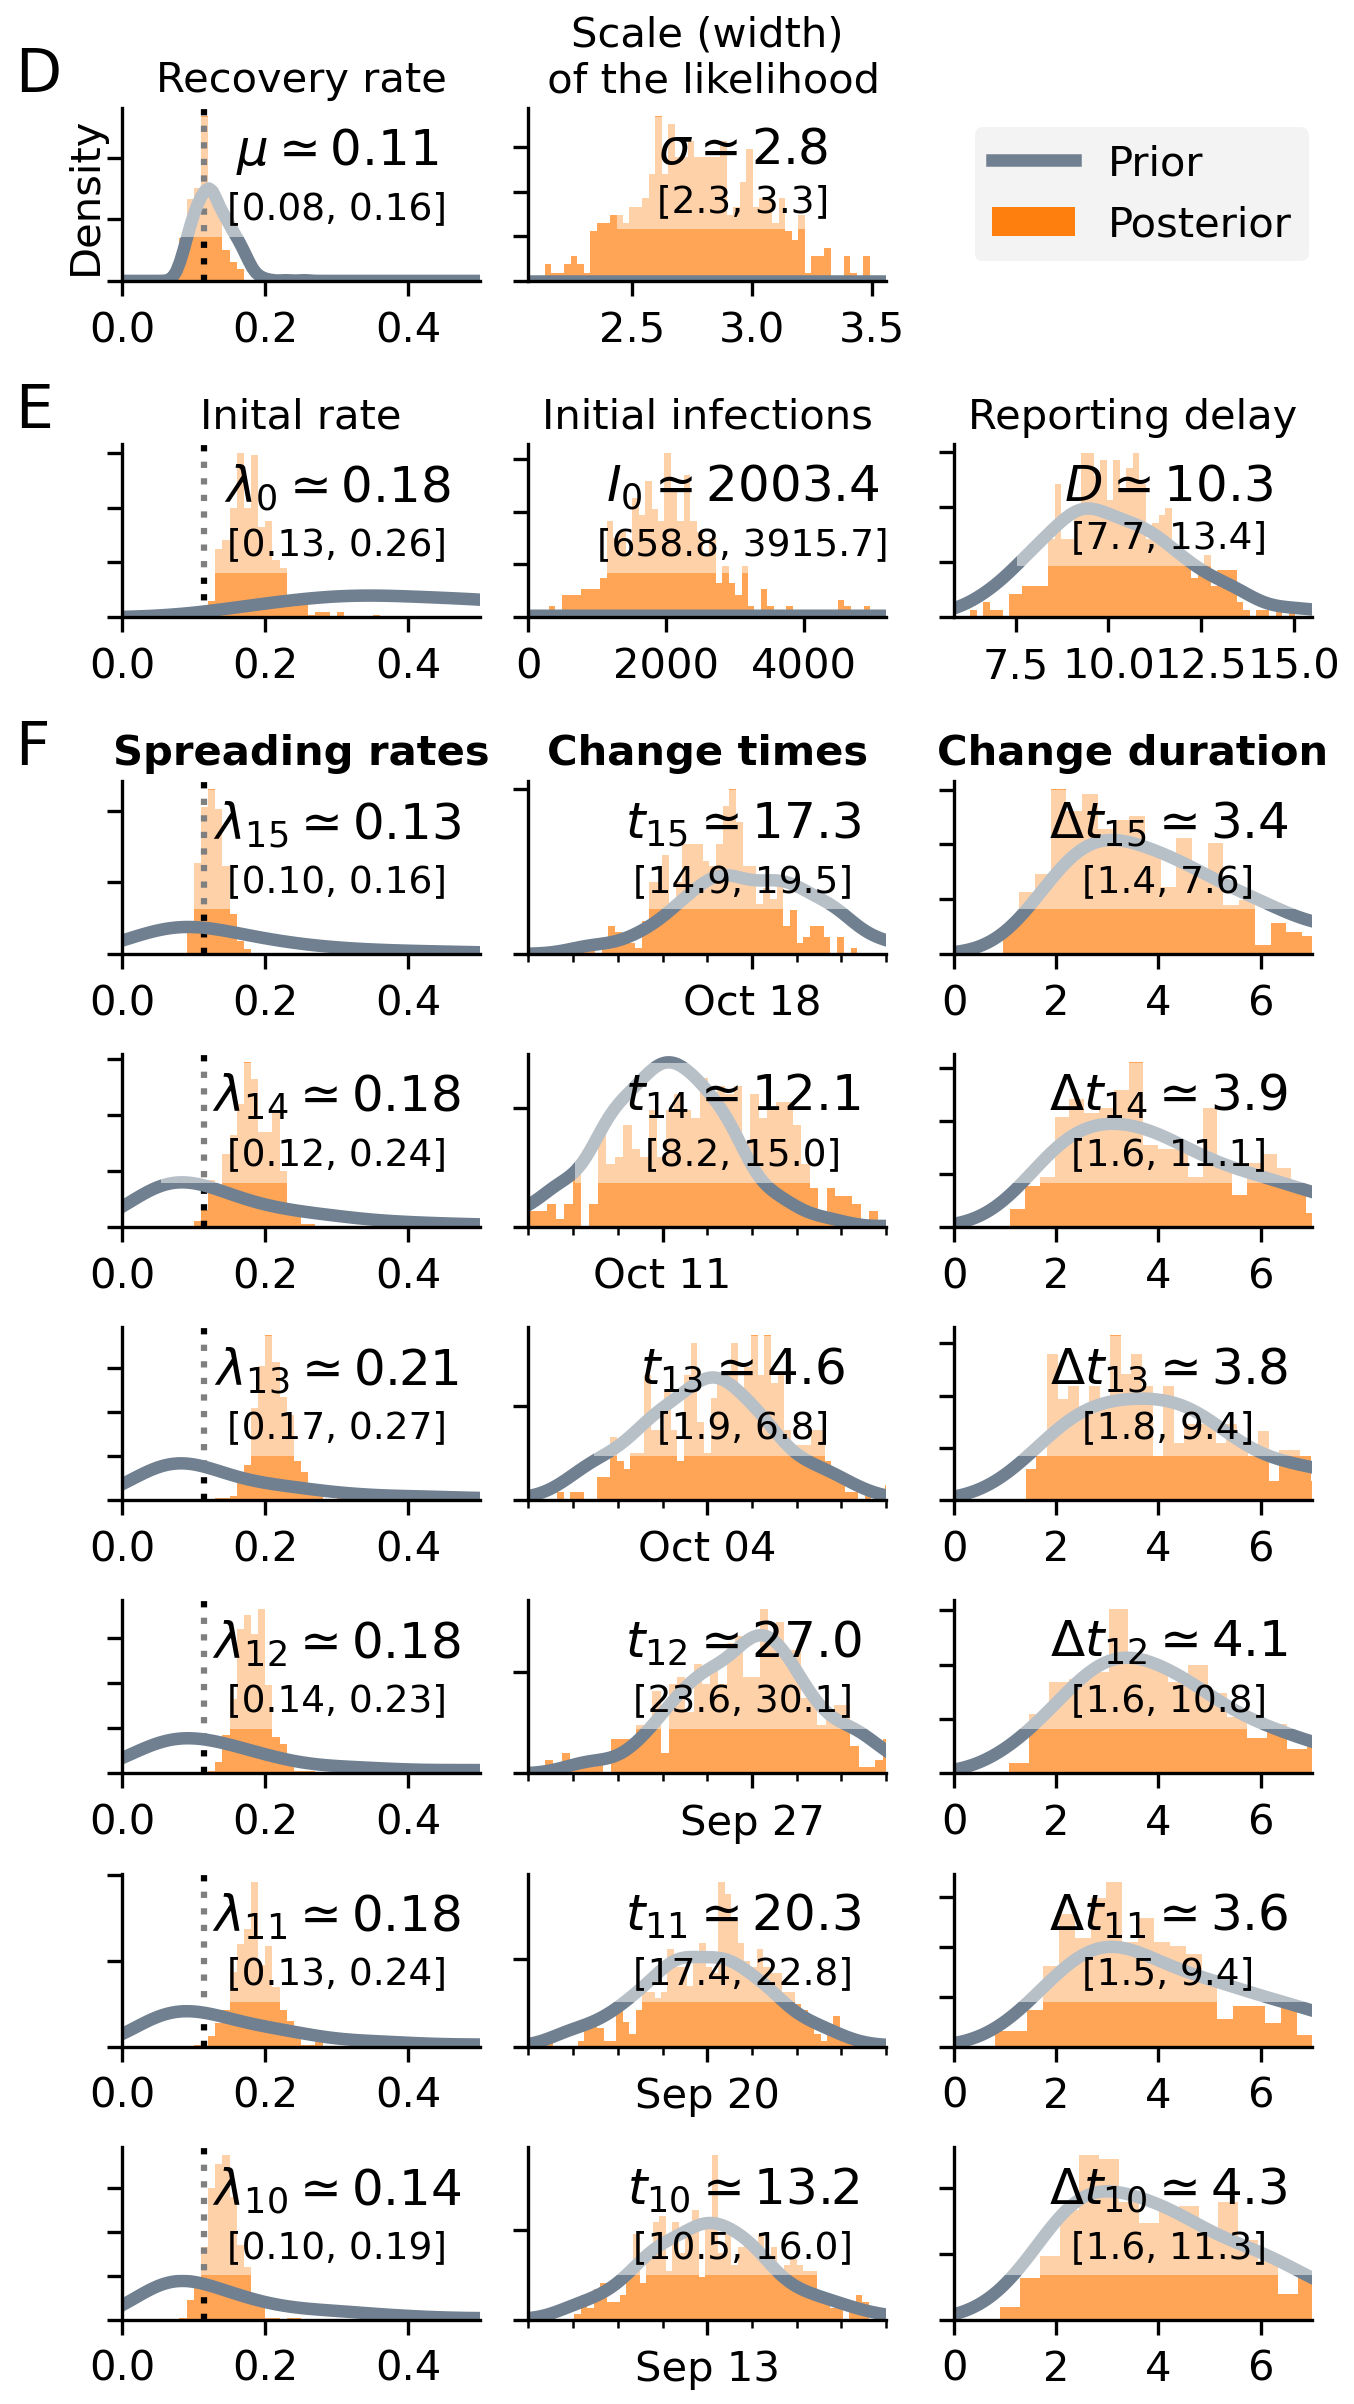 D
Recovery rate
Scale (width)
of the likelihood
Density
μ ≃ 0.11
[0.08, 0.16]
0.0 0.2 0.4
σ ≃ 2.8
[2.3, 3.3]
2.5 3.0 3.5
Prior
Posterior
E
Inital rate
λ0 ≃ 0.18
[0.13, 0.26]
0.0 0.2 0.4
Initial infections
I0 ≃ 2003.4
[658.8, 3915.7]
0 2000 4000
Reporting delay
D ≃ 10.3
[7.7, 13.4]
7.5 10.0 12.5 15.0
F
Spreading rates
Change times
Change duration
λ15 ≃ 0.13
[0.10, 0.16]
0.0 0.2 0.4
t15 ≃ 17.3
[14.9, 19.5]
Oct 18
Δt15 ≃ 3.4
[1.4, 7.6]
0 2 4 6
λ14 ≃ 0.18
[0.12, 0.24]
0.0 0.2 0.4
t14 ≃ 12.1
[8.2, 15.0]
Oct 11
Δt14 ≃ 3.9
[1.6, 11.1]
0 2 4 6
λ13 ≃ 0.21
[0.17, 0.27]
0.0 0.2 0.4
t13 ≃ 4.6
[1.9, 6.8]
Oct 04
Δt13 ≃ 3.8
[1.8, 9.4]
0 2 4 6
λ12 ≃ 0.18
[0.14, 0.23]
0.0 0.2 0.4
t12 ≃ 27.0
[23.6, 30.1]
Sep 27
Δt12 ≃ 4.1
[1.6, 10.8]
0 2 4 6
λ11 ≃ 0.18
[0.13, 0.24]
0.0 0.2 0.4
t11 ≃ 20.3
[17.4, 22.8]
Sep 20
Δt11 ≃ 3.6
[1.5, 9.4]
0 2 4 6
λ10 ≃ 0.14
[0.10, 0.19]
0.0 0.2 0.4
t10 ≃ 13.2
[10.5, 16.0]
Sep 13
Δt10 ≃ 4.3
[1.6, 11.3]
0 2 4 6